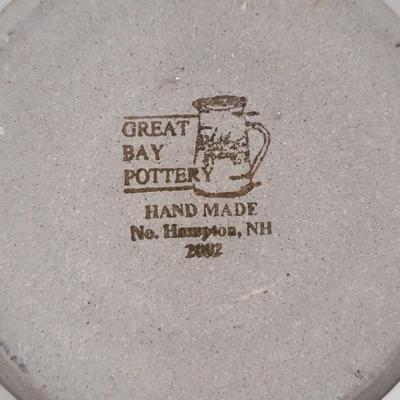 GREAT
BAY
POTTERY
HAND MADE
No. Hampton, NH
2002